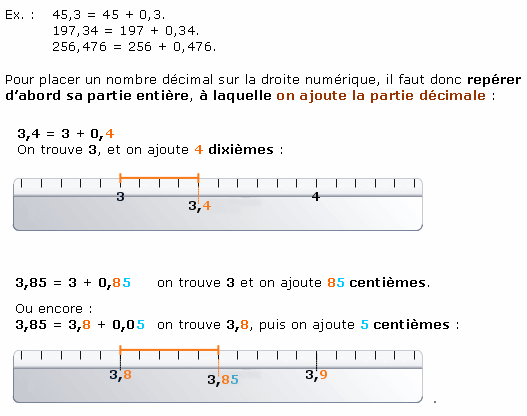 Ex. : 45,3 = 45 + 0,3.
197,34 = 197 + 0,34.
256,476 = 256 + 0,476.
Pour placer un nombre décimal sur la droite numérique, il faut donc repérer
d'abord sa partie entière, à laquelle on ajoute la partie décimale :
3,4 = 3 + 0,4
On trouve 3, et on ajoute 4 dixièmes :
3 4
3,4
3,85 = 3 + 0,85 on trouve 3 et on ajoute 85 centièmes.
Ou encore :
3,85 = 3,8 + 0,05 on trouve 3,8, puis on ajoute 5 centièmes :
3,8 3,9
3,85 .